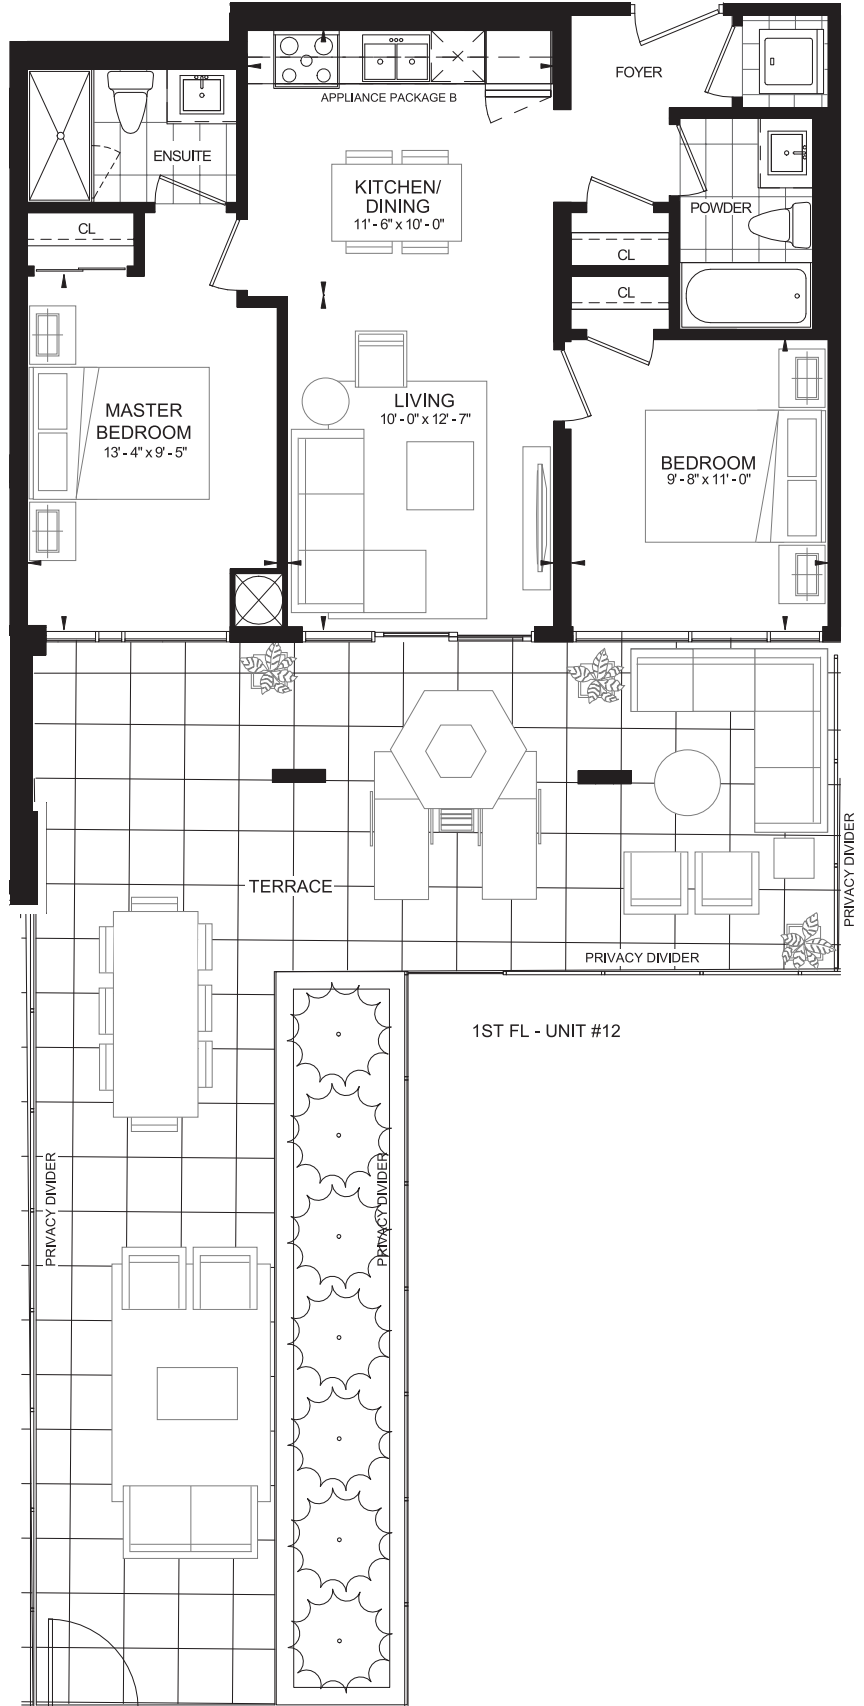 FOYER
APPLIANCE PACKAGE B
ENSUITE
KITCHEN/
DINING
11' - 6" x 10' - 0"
POWDER
CL
CL
CL
MASTER
BEDROOM
13' - 4" x 9' - 5"
LIVING
10' - 0" x 12' - 7"
BEDROOM
9' - 8" x 11' - 0"
PRIVACY DIVIDER
TERRACE
PRIVACY DIVIDER
1ST FL - UNIT #12
PRIVACY DIVIDER
PRIVACY DIVIDER